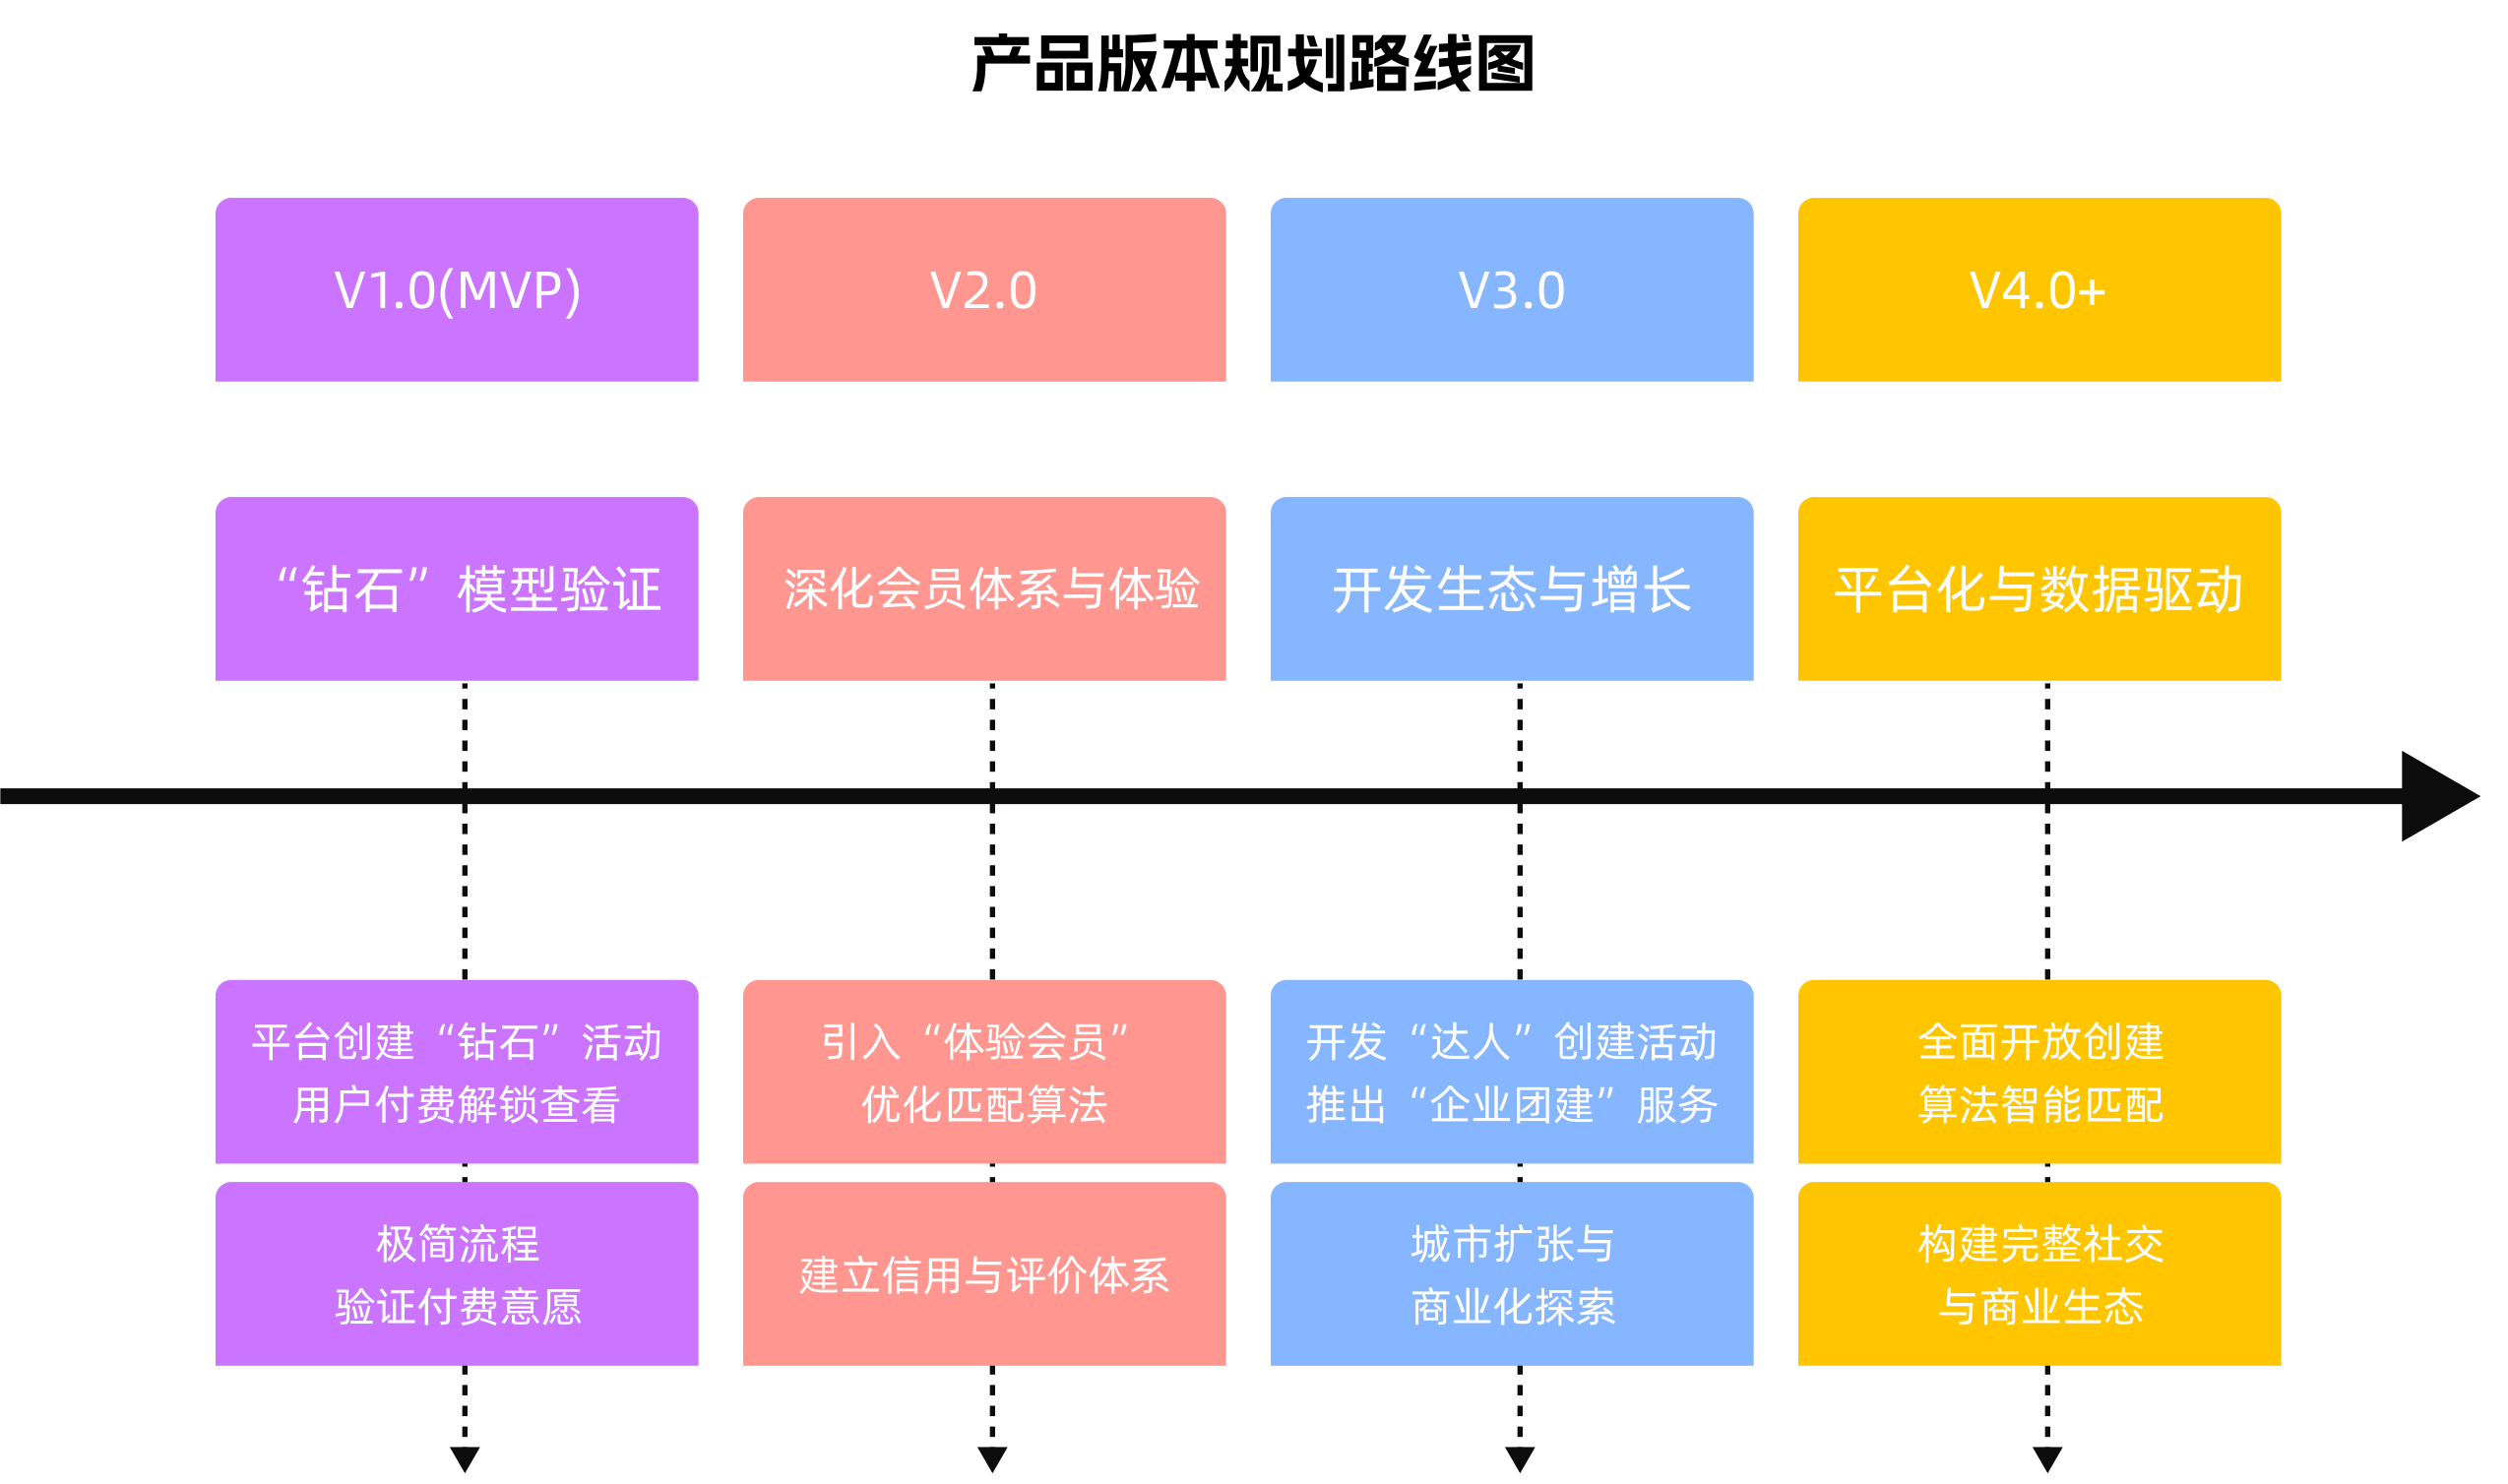 产品版本规划路线图
V1.0(MVP)
V2.0
V3.0
V4.0+
“钻石” 模型验证
深化会员体系与体验
开发生态与增长
平台化与数据驱动
平台创建 “钻石” 活动
用户仅共解锁查看
引入 “体验会员”
优化匹配算法
开发 “达人” 创建活动
推出 “企业团建” 服务
全面开放创建
算法智能匹配
极简流程
验证仅共意愿
建立信用与评价体系
城市扩张与
商业化探索
构建完整线社交
与商业生态